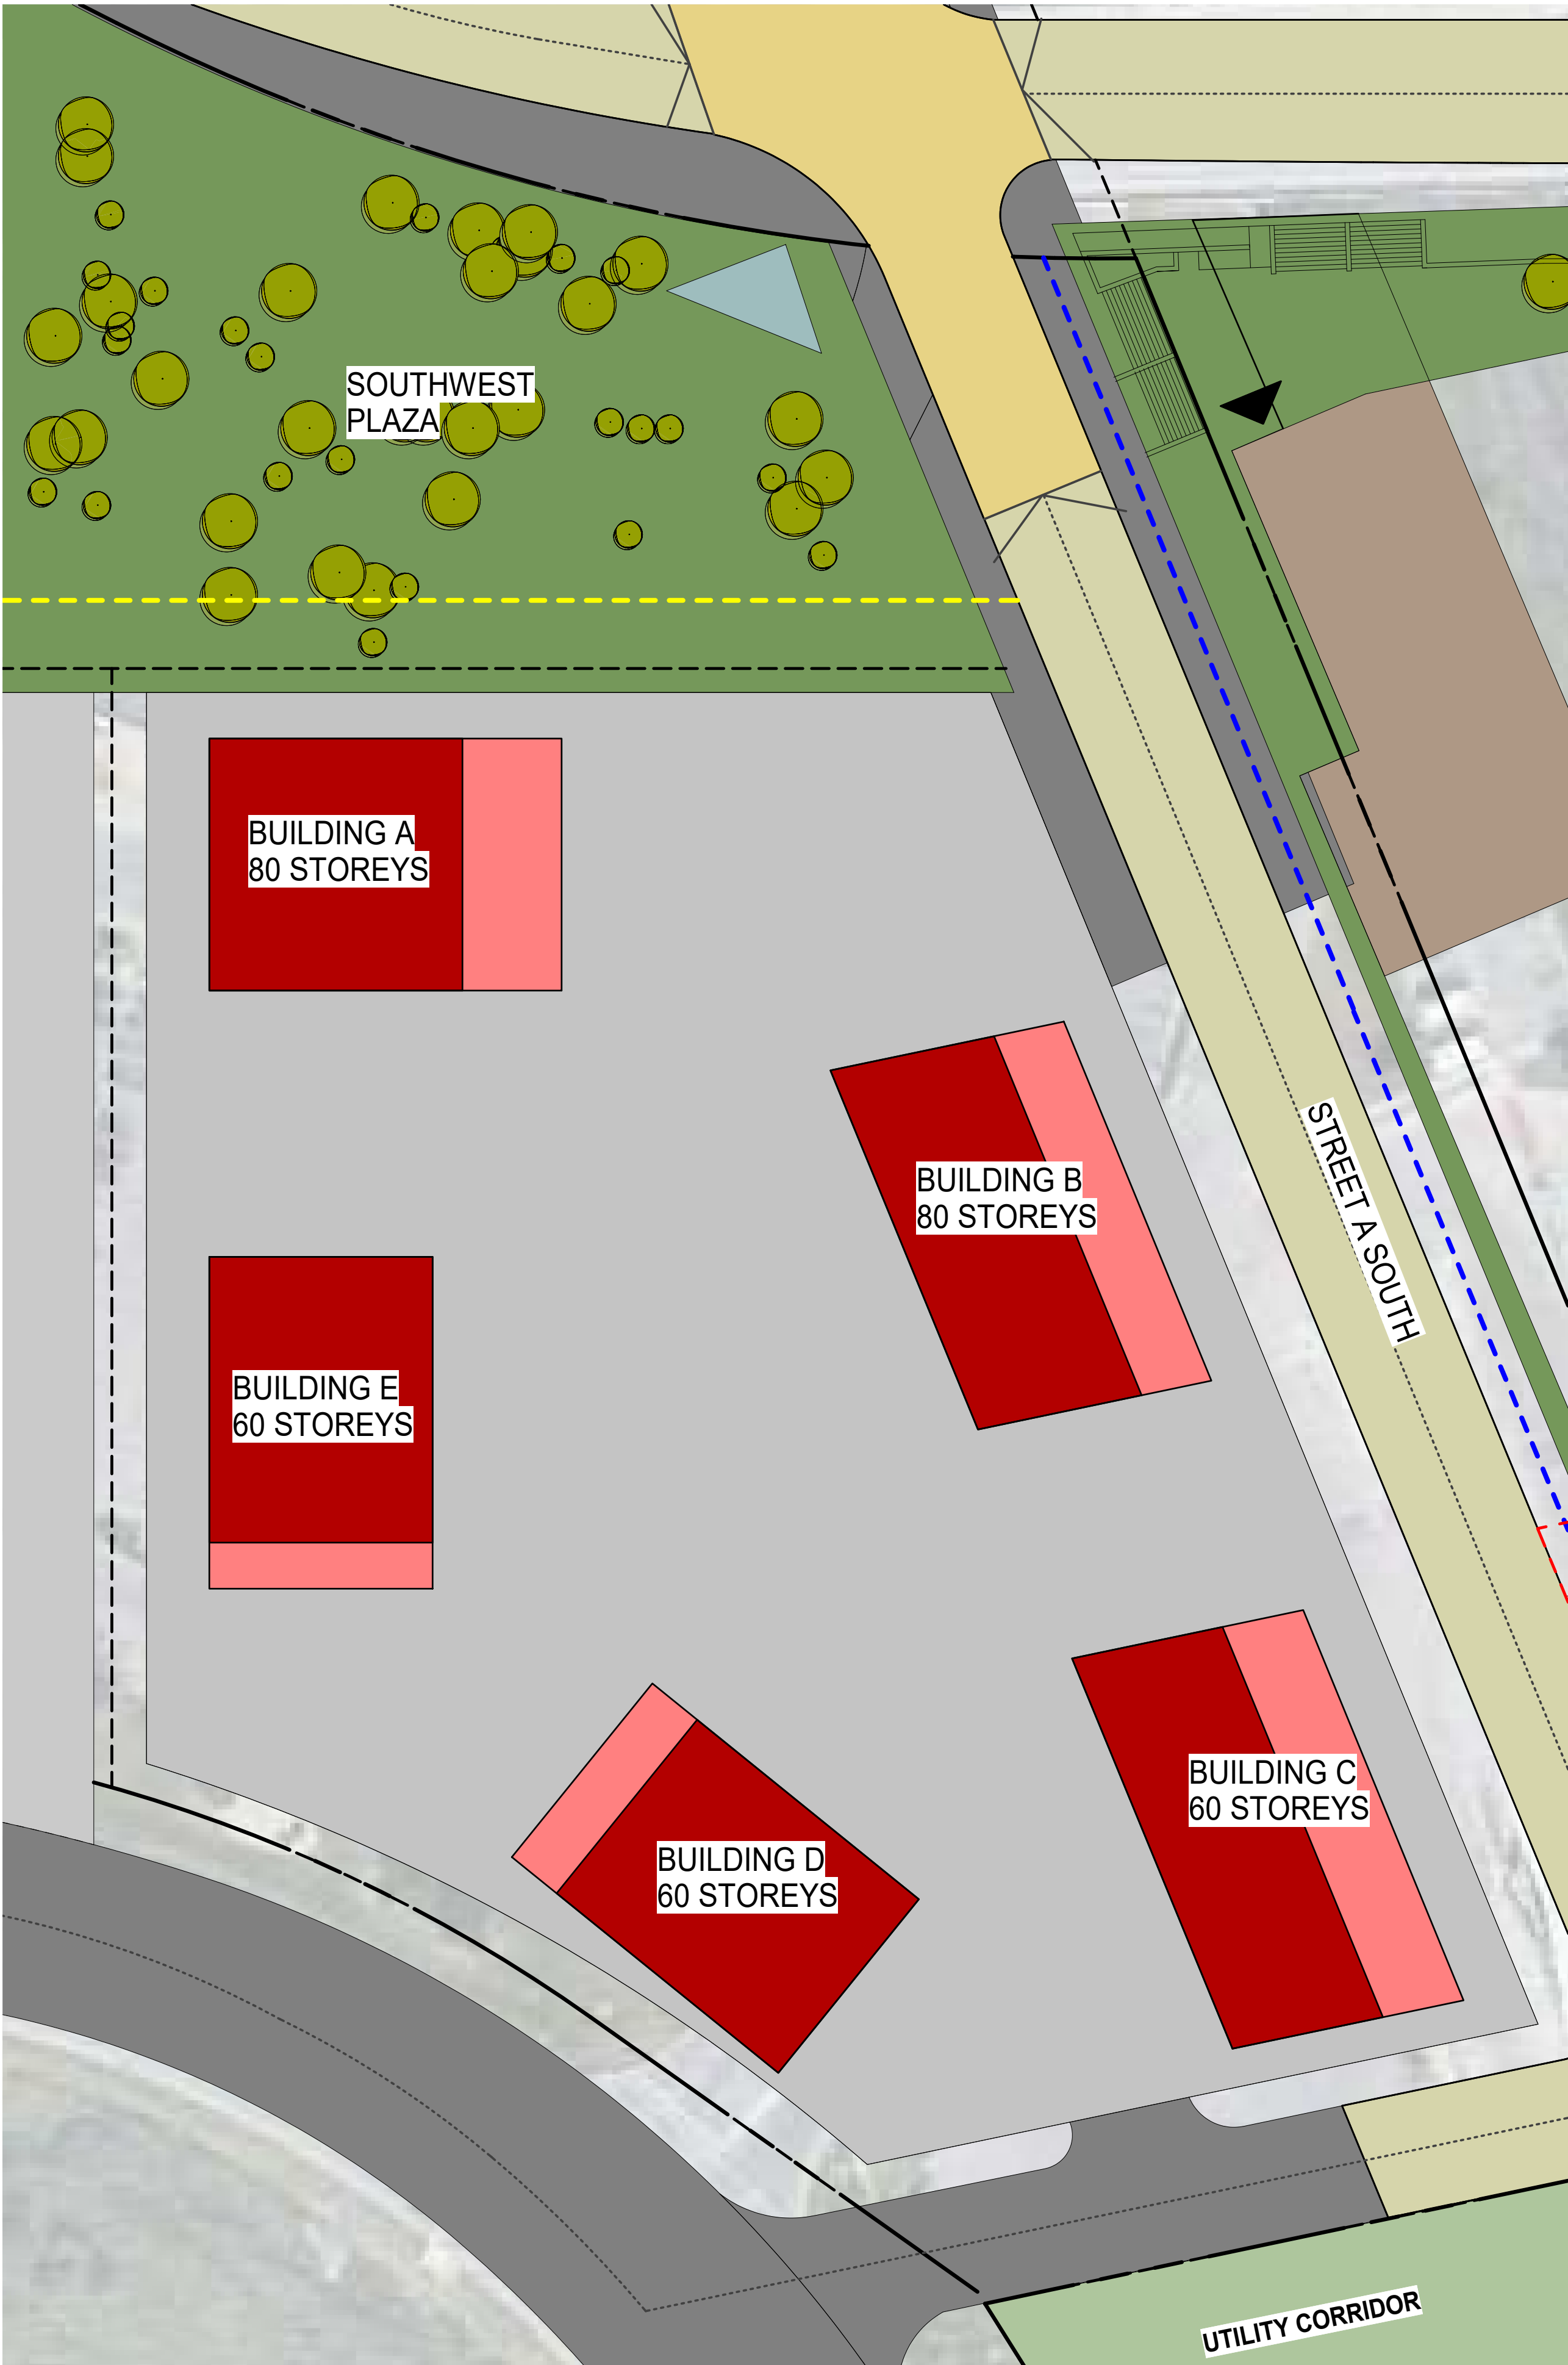 SOUTHWEST
PLAZA
BUILDING A
80 STOREYS
BUILDING B
80 STOREYS
STREET A SOUTH
BUILDING E
60 STOREYS
BUILDING C
60 STOREYS
BUILDING D
60 STOREYS
UTILITY CORRIDOR